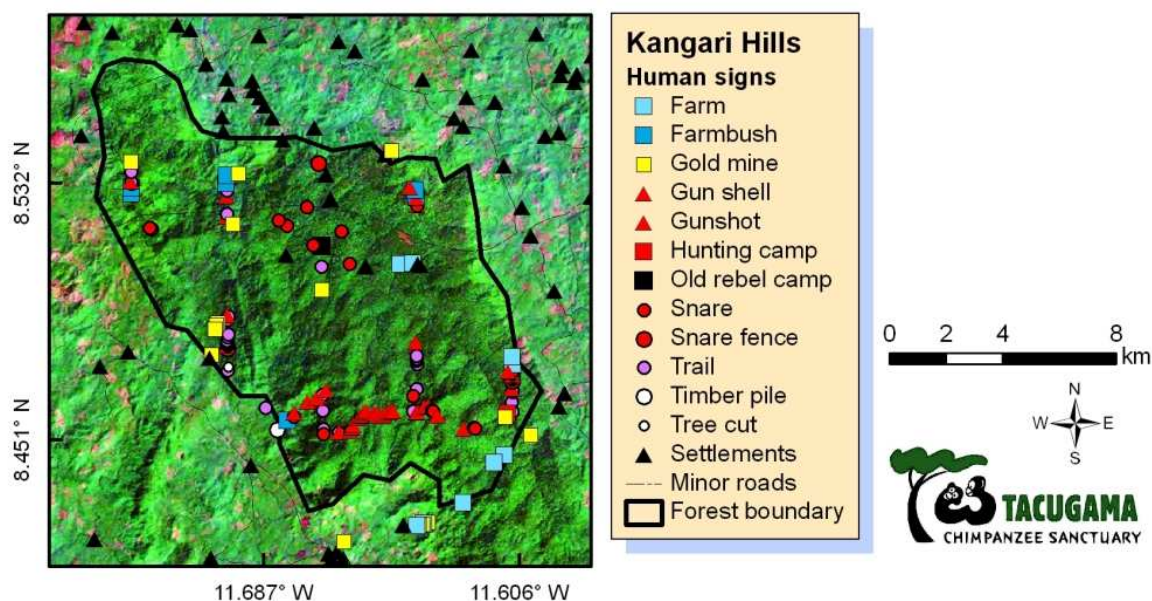 8.532° N
8.451° N
11.687° W
11.606° W
Kangari Hills
Human signs
Farm
Farmbush
Gold mine
Gun shell
Gunshot
Hunting camp
Old rebel camp
Snare
Snare fence
Trail
Timber pile
Tree cut
Settlements
Minor roads
Forest boundary
0 2 4 8
km
N
W E
S
TACUGAMA
CHIMPANZEE SANCTUARY